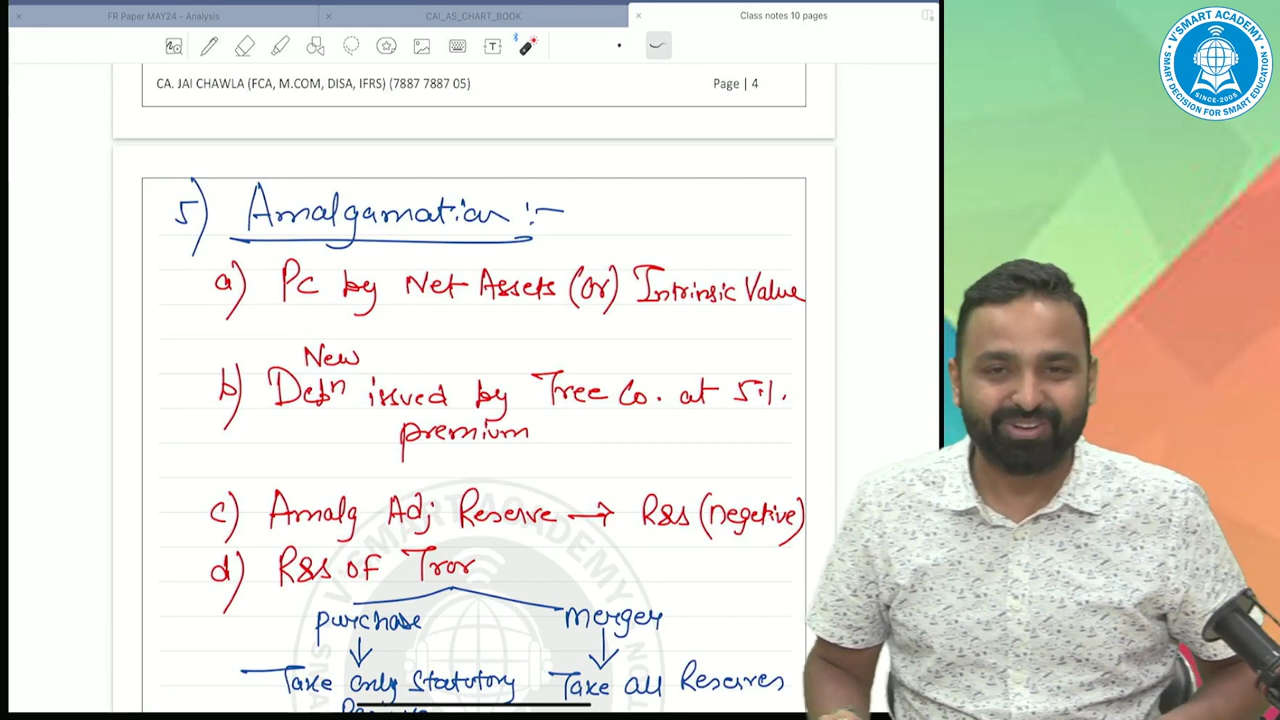 FR Paper MAY24 - Analysis
CAI_AS_CHART_BOOK
Class notes 10 pages
CA. JAI CHAWLA (FCA, M.COM, DISA, IFRS) (7887 7887 05)
Page | 4
5) Amalgamation :-
a) PC by Net Assets (or) Intrinsic Value
New
b) Debn issued by Tree Co. at 5%.
premium
c) Amalg Adj Reserve → R&S (negetive)
d) R&S of Tror
purchase merger
Take only Statutory Take all Reserves
V'SMART ACADEMY
SINCE-2005
SMART DECISION FOR SMART EDUCATION